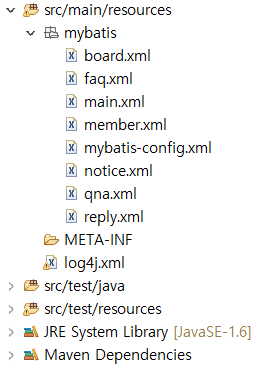 src/main/resources
mybatis
board.xml
faq.xml
main.xml
member.xml
mybatis-config.xml
notice.xml
qna.xml
reply.xml
META-INF
log4j.xml
src/test/java
src/test/resources
JRE System Library [JavaSE-1.6]
Maven Dependencies